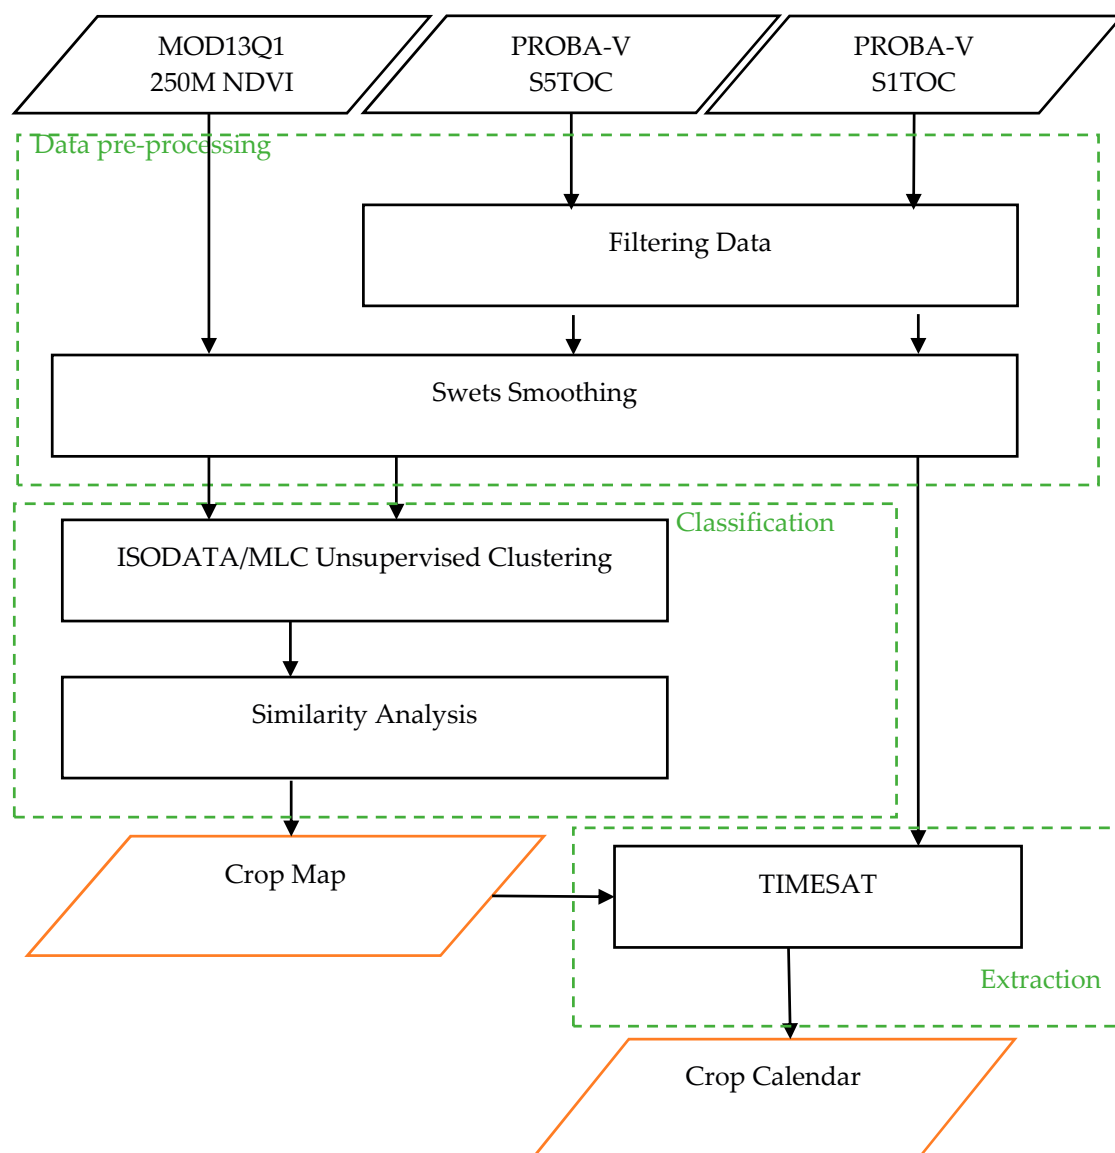 MOD13Q1
250M NDVI
PROBA-V
S5TOC
PROBA-V
S1TOC
Data pre-processing
Filtering Data
Swets Smoothing
Classification
ISODATA/MLC Unsupervised Clustering
Similarity Analysis
Crop Map
TIMESAT
Extraction
Crop Calendar